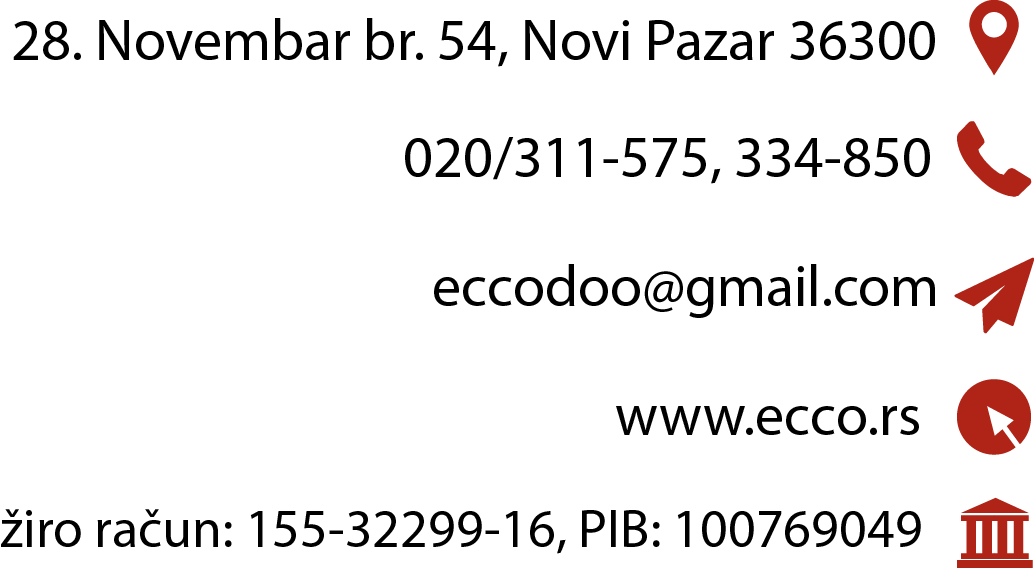 28. Novembar br. 54, Novi Pazar 36300
020/311-575, 334-850
eccodoo@gmail.com
www.ecco.rs
žiro račun: 155-32299-16, PIB: 100769049